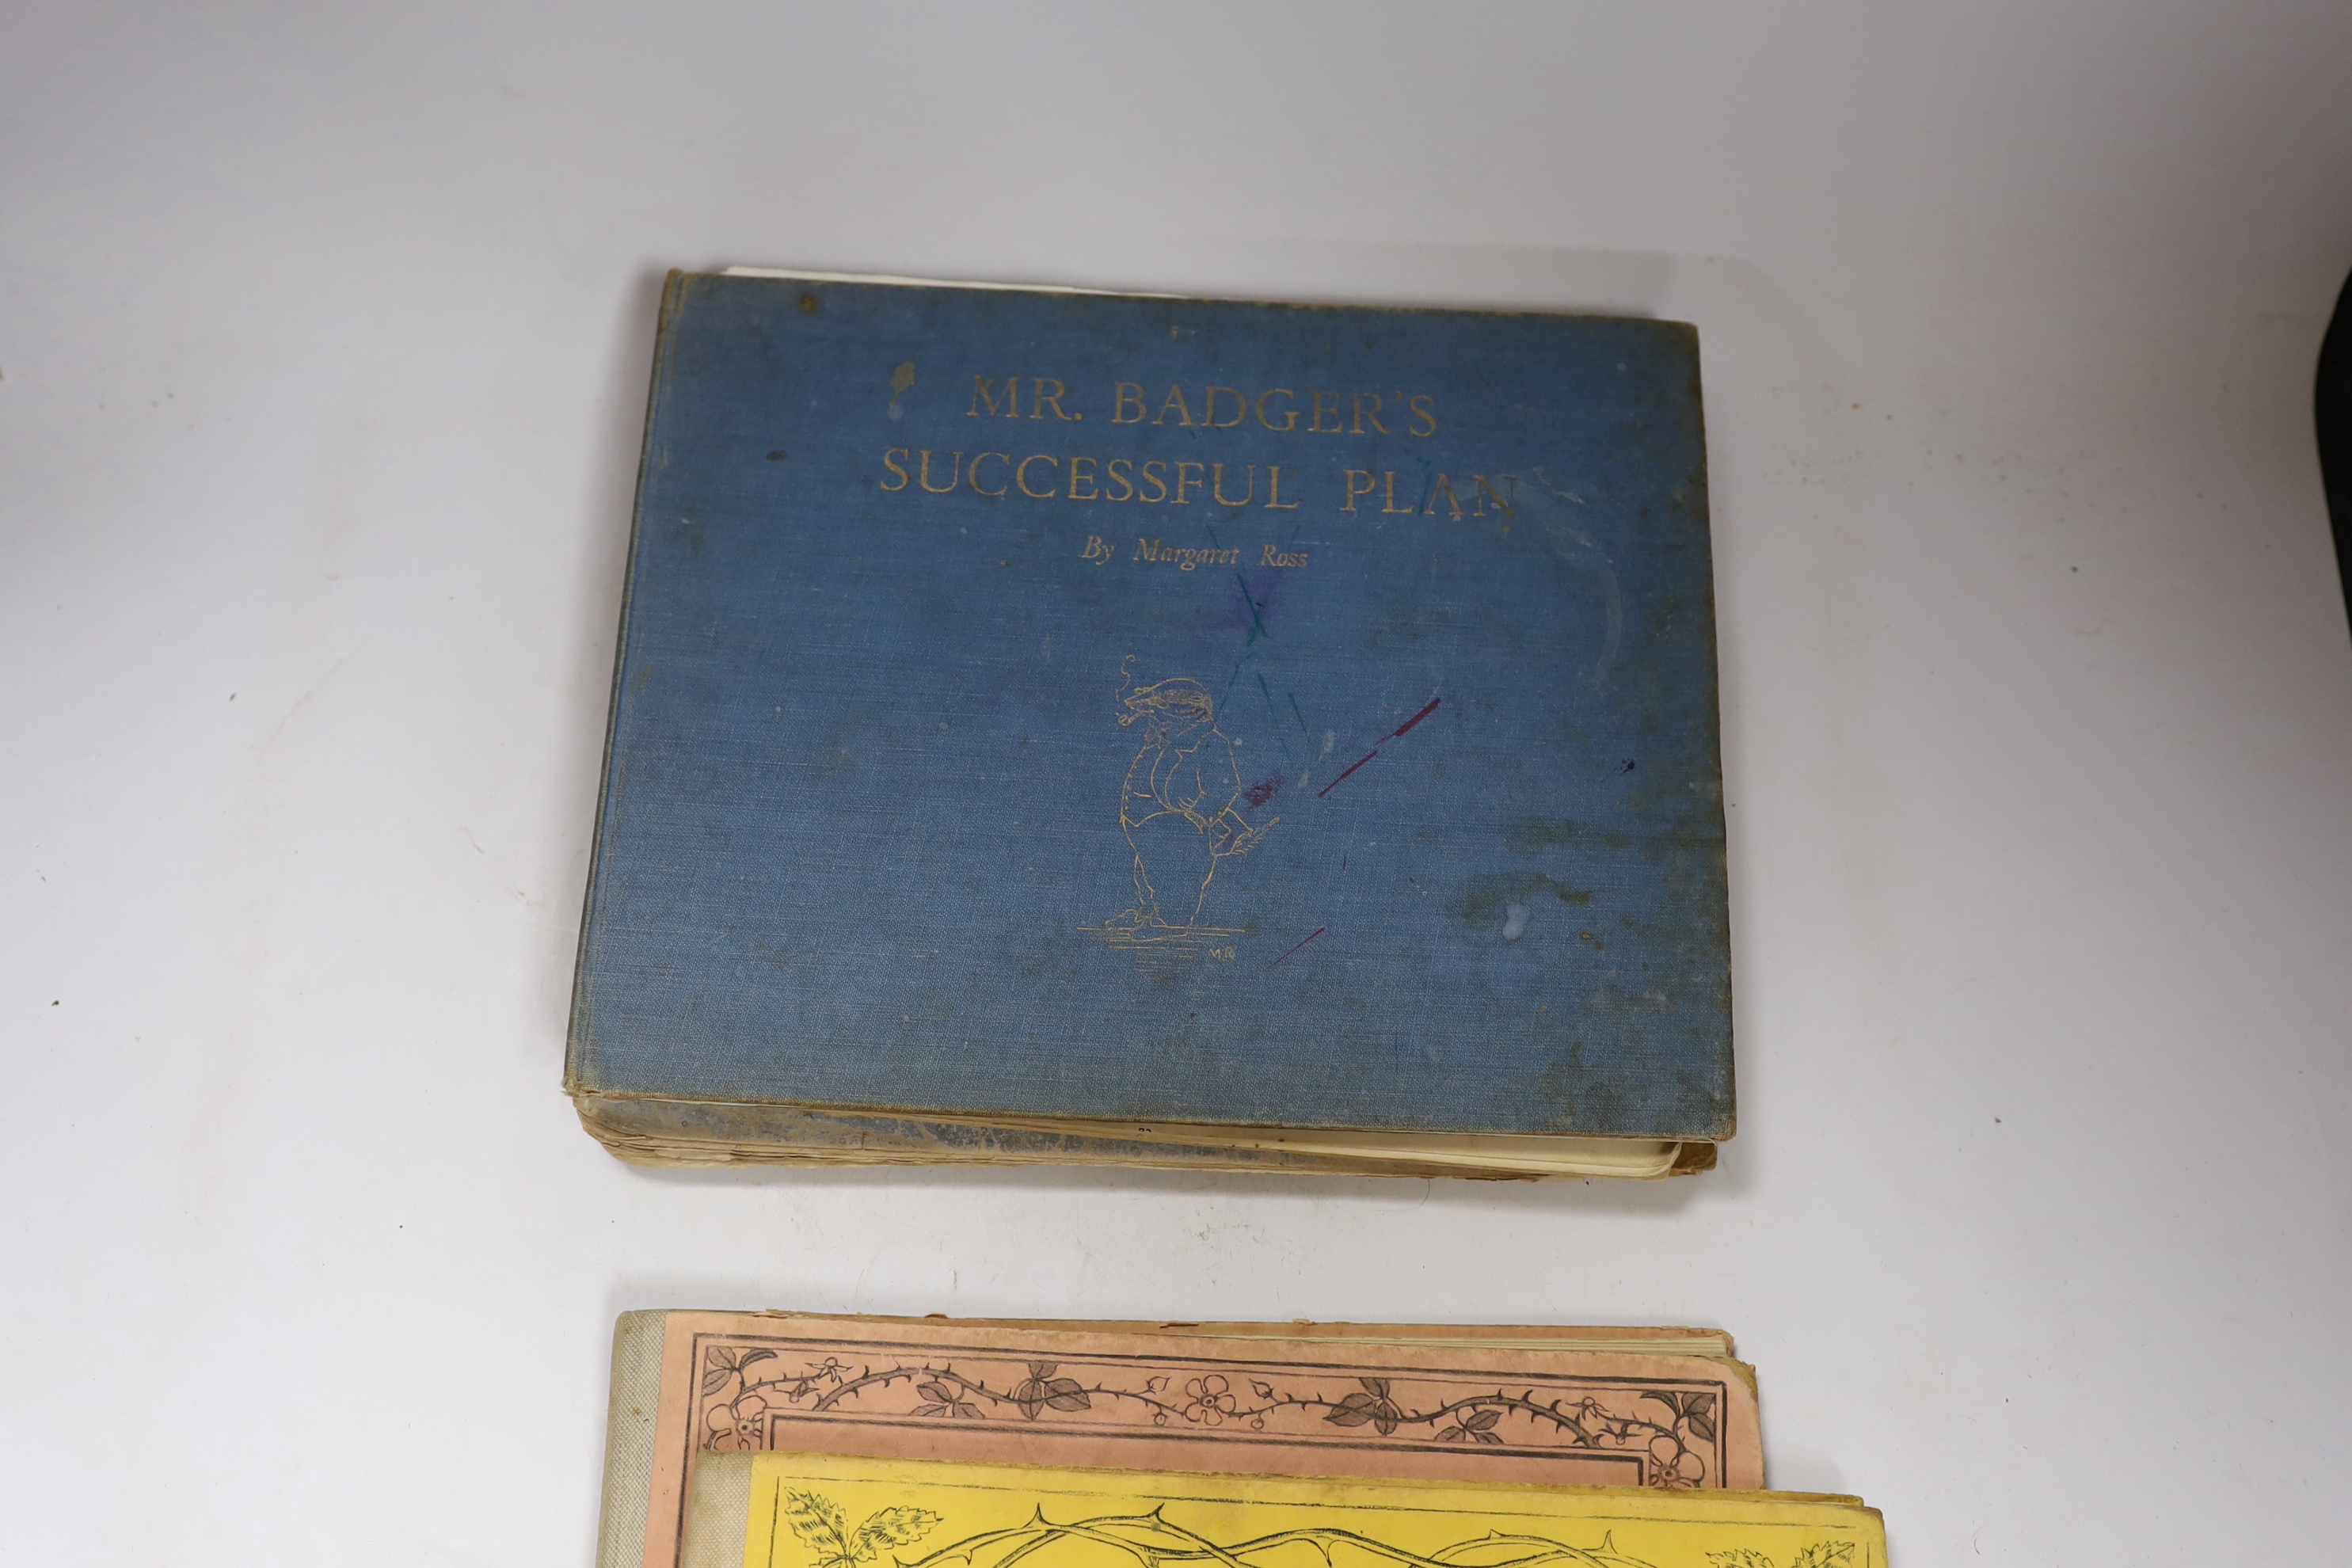 MR. BADGER'S
SUCCESSFUL PLAN
By Margaret Ross
M.R